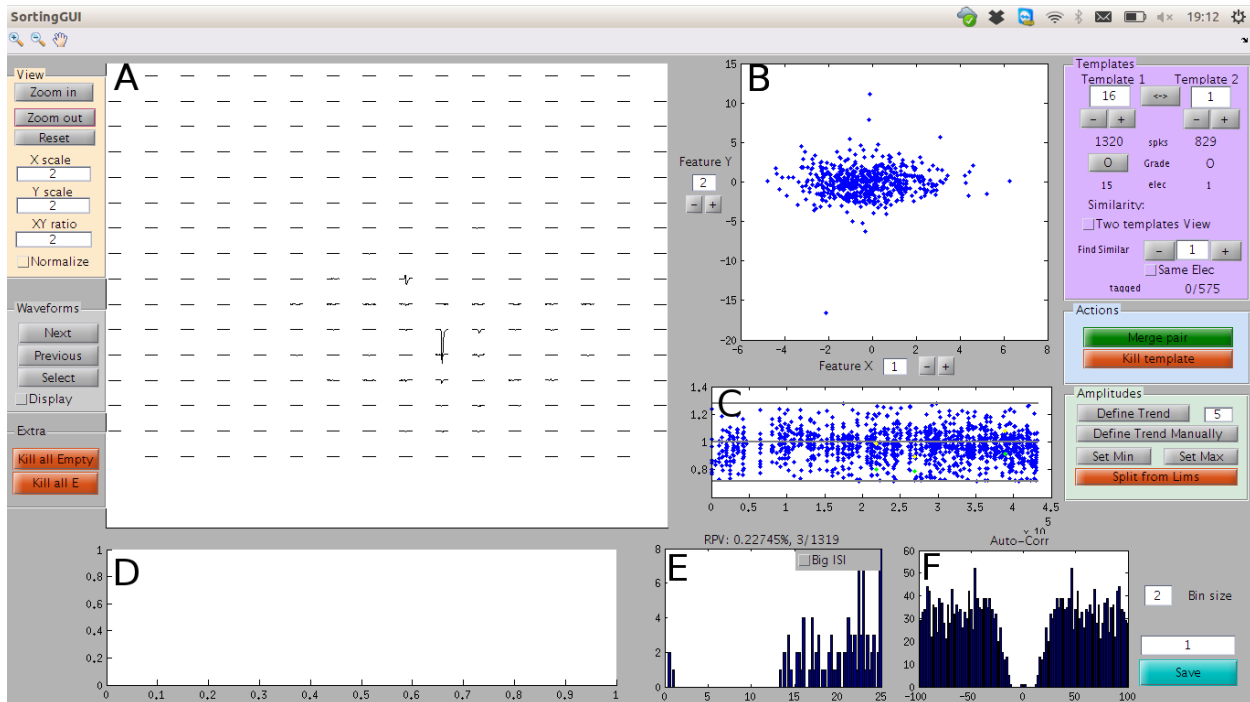 SortingGUI
19:12
View
Zoom in
Zoom out
Reset
X scale
2
Y scale
2
XY ratio
2
Normalize
Waveforms
Next
Previous
Select
Display
Extra
Kill all Empty
Kill all E
A
B
15
10
5
0
-5
-10
-15
-20
-6 -4 -2 0 2 4 6 8
Feature Y
2
- +
Feature X 1 - +
C
1.4
1.2
1
0.8
0 0.5 1 1.5 2 2.5 3 3.5 4 4.5
5
x 10
D
1
0.8
0.6
0.4
0.2
0
0 0.1 0.2 0.3 0.4 0.5 0.6 0.7 0.8 0.9 1
RPV: 0.22745%, 3/1319
E
Big ISI
8
6
4
2
0
0 5 10 15 20 25
Auto-Corr
F
60
50
40
30
20
10
0
-100 -50 0 50 100
Templates
Template 1 Template 2
16 <-> 1
- + - +
1320 spks 829
O Grade O
15 elec 1
Similarity:
Two templates View
Find Similar - 1 +
Same Elec
tagged 0/575
Actions
Merge pair
Kill template
Amplitudes
Define Trend 5
Define Trend Manually
Set Min Set Max
Split from Lims
2 Bin size
1
Save